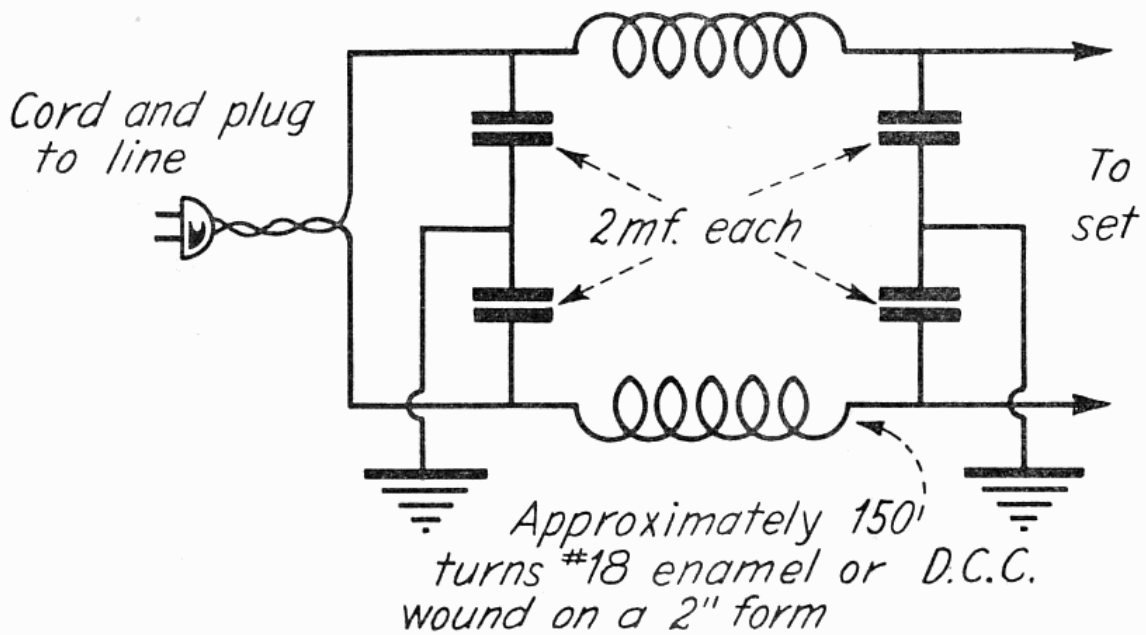 Cord and plug
to line
2mf. each
To
set
Approximately 150'
turns #18 enamel or D.C.C.
wound on a 2" form